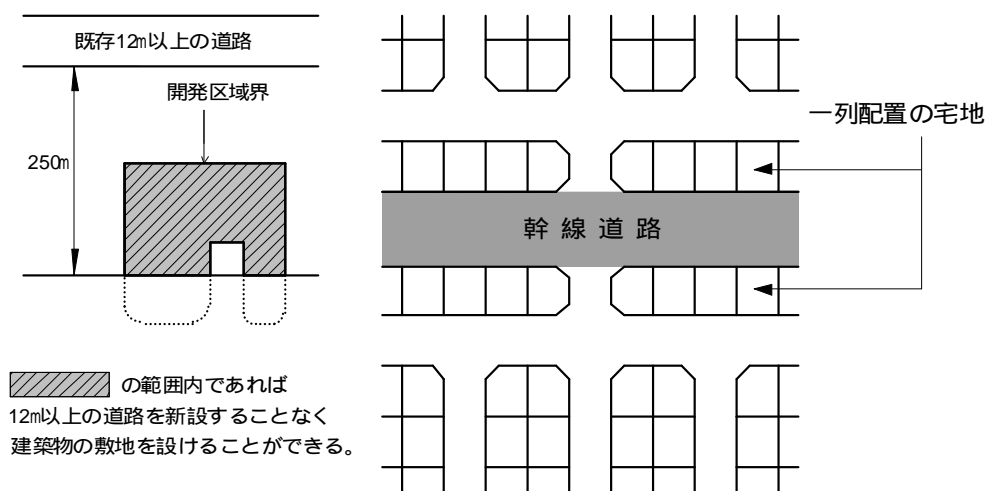 既存12m以上の道路
開発区域界
250m
の範囲内であれば
12m以上の道路を新設することなく
建築物の敷地を設けることができる。
一列配置の宅地
幹線道路